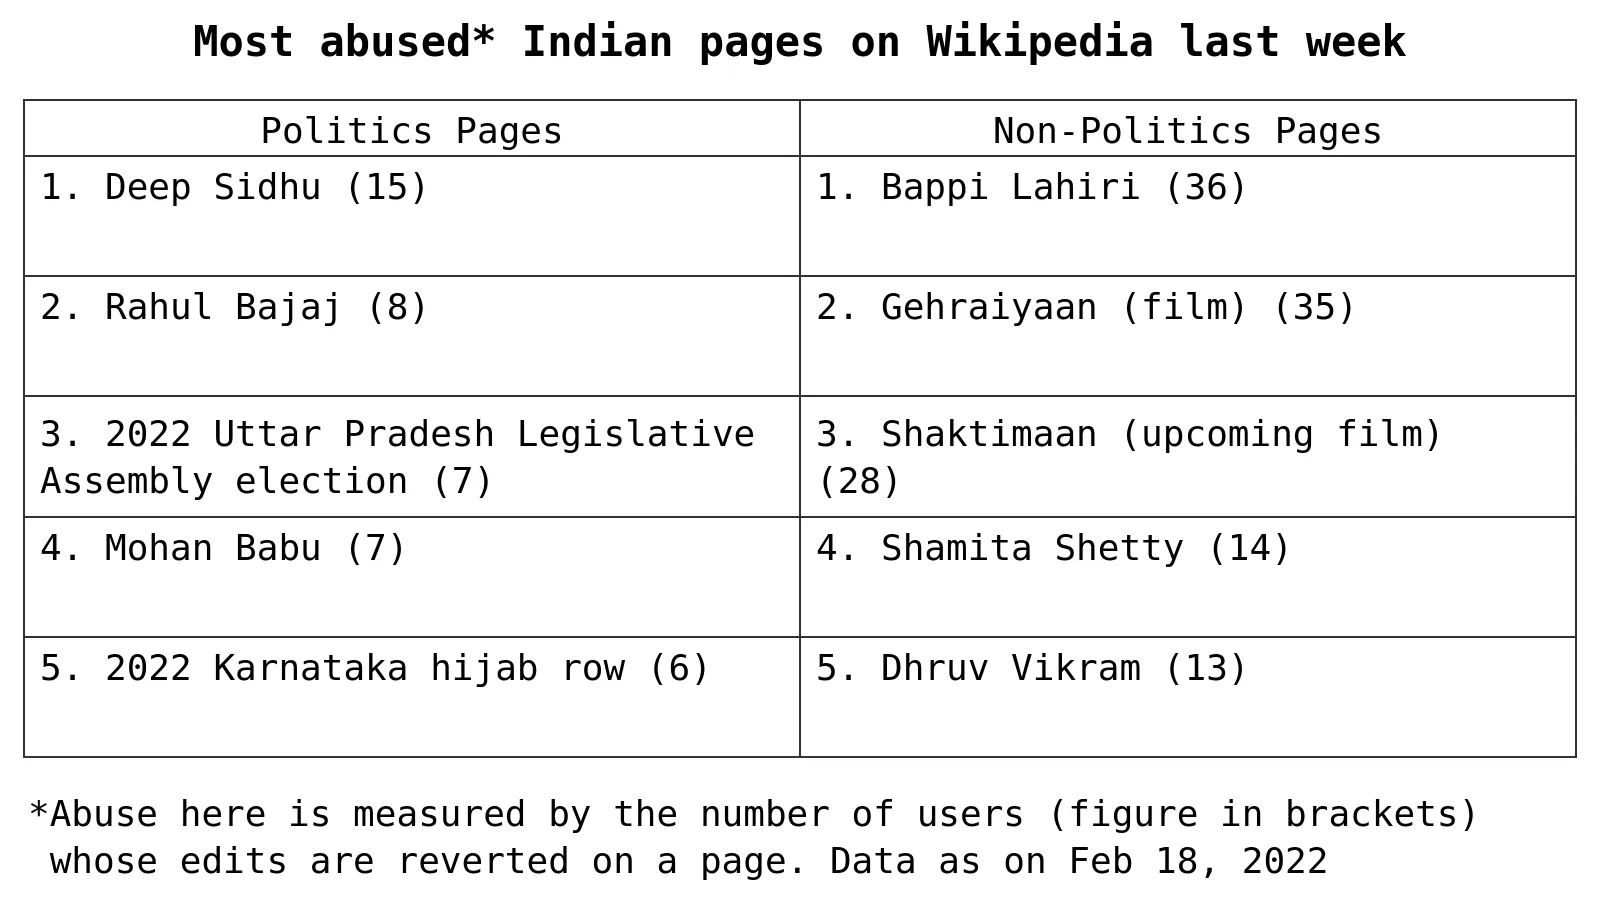 Most abused* Indian pages on Wikipedia last week
Politics Pages
Non-Politics Pages
1. Deep Sidhu (15)
1. Bappi Lahiri (36)
2. Rahul Bajaj (8)
2. Gehraiyaan (film) (35)
3. 2022 Uttar Pradesh Legislative
Assembly election (7)
3. Shaktimaan (upcoming film)
(28)
4. Mohan Babu (7)
4. Shamita Shetty (14)
5. 2022 Karnataka hijab row (6)
5. Dhruv Vikram (13)
*Abuse here is measured by the number of users (figure in brackets)
whose edits are reverted on a page. Data as on Feb 18, 2022